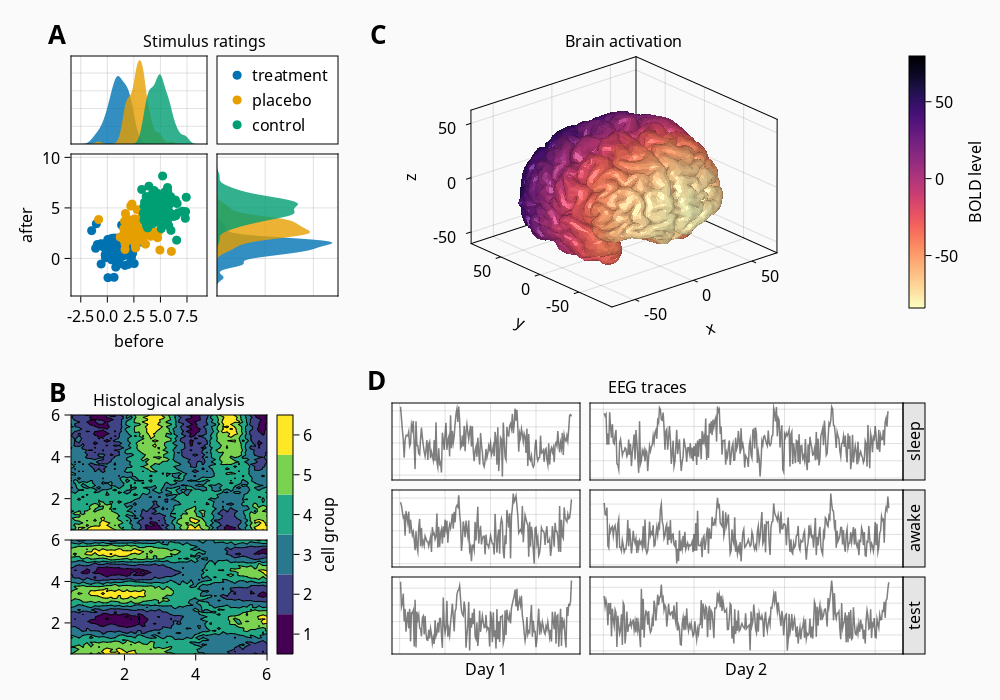 A
Stimulus ratings
treatment
placebo
control
10
5
0
after
-2.5 0.0 2.5 5.0 7.5
before
C
Brain activation
50
0
-50
z
50
0
-50
y
-50
0
50
x
50
0
-50
BOLD level
B
Histological analysis
6
4
2
6
4
2
2 4 6
6
5
4
3
2
1
cell group
D
EEG traces
sleep
awake
test
Day 1
Day 2